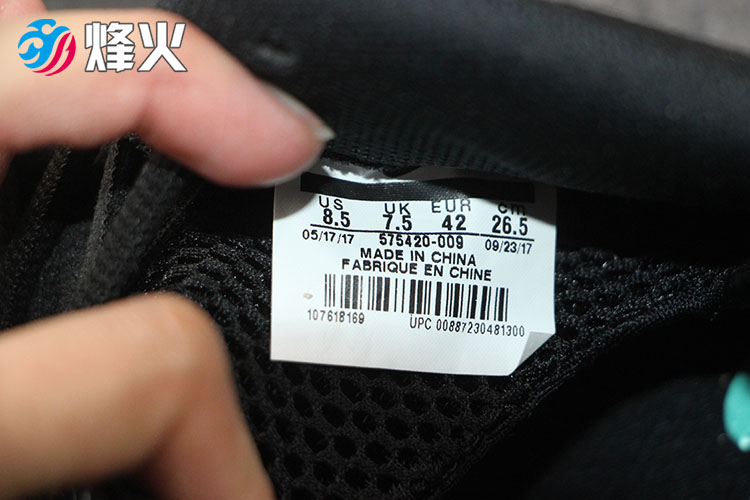 烽火
US UK EUR cm
8.5 7.5 42 26.5
05/17/17 575420-009 09/23/17
MADE IN CHINA
FABRIQUE EN CHINE
107618169 UPC 00887230481300